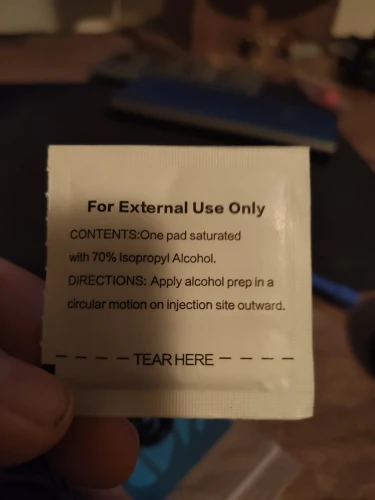 For External Use Only
CONTENTS:One pad saturated
with 70% Isopropyl Alcohol.
DIRECTIONS: Apply alcohol prep in a
circular motion on injection site outward.
TEAR HERE